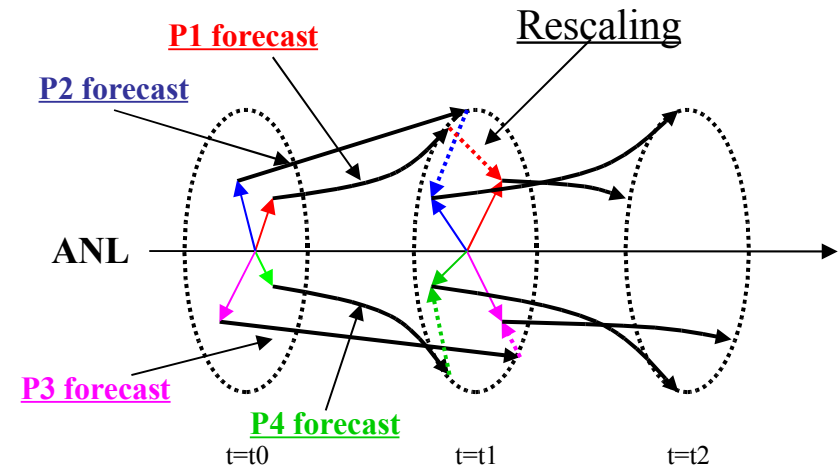 Rescaling
P1 forecast
P2 forecast
ANL
P3 forecast
P4 forecast
t=t0
t=t1
t=t2